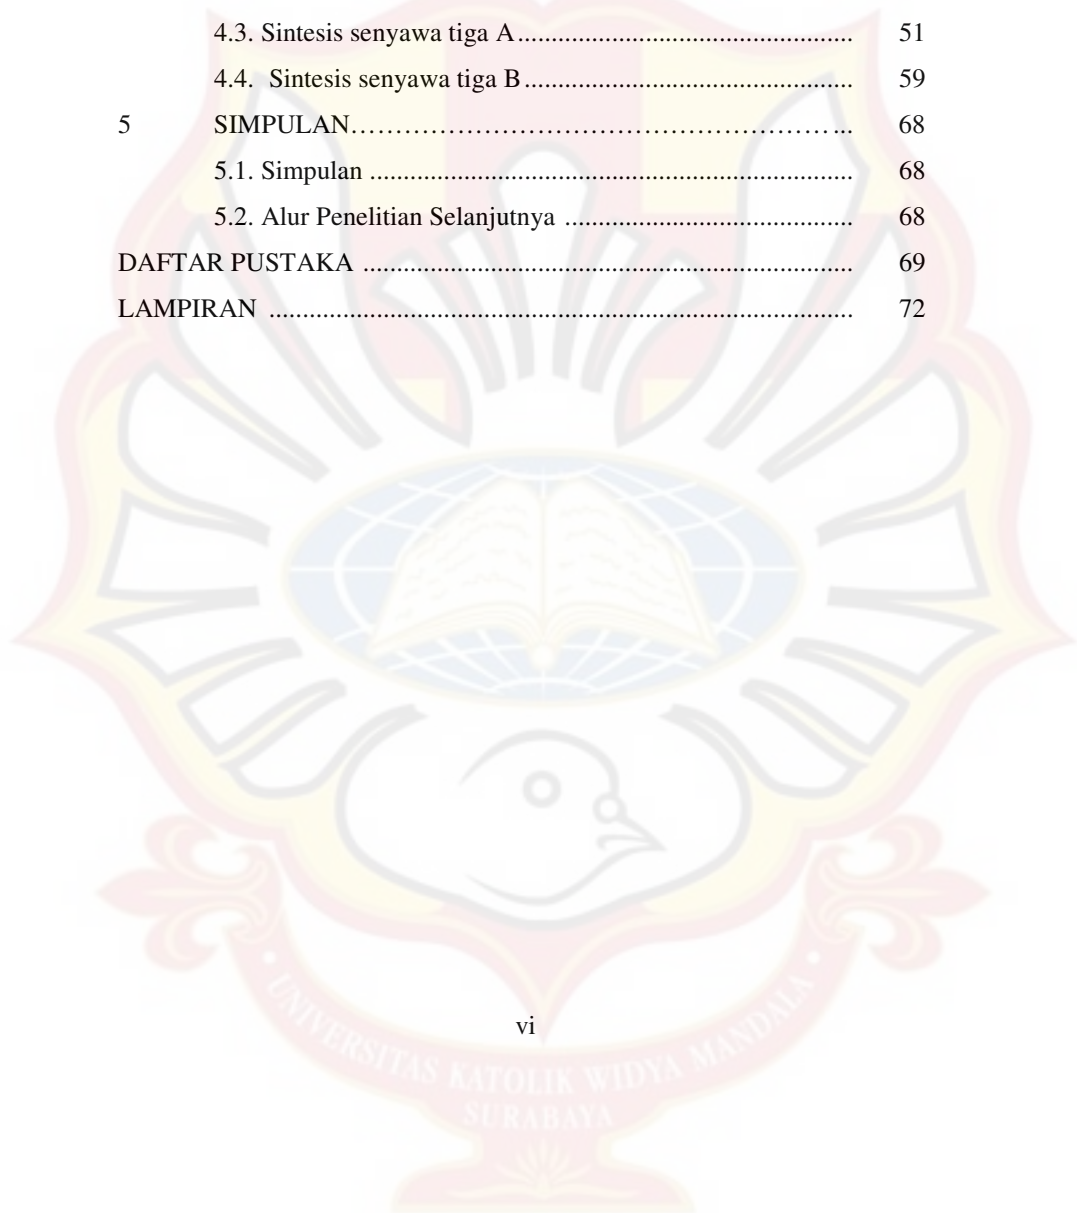 4.3. Sintesis senyawa tiga A .................................................. 51
4.4. Sintesis senyawa tiga B ................................................. 59
5 SIMPULAN……………………………………………... 68
5.1. Simpulan ........................................................................ 68
5.2. Alur Penelitian Selanjutnya ........................................... 68
DAFTAR PUSTAKA ......................................................................... 69
LAMPIRAN ....................................................................................... 72
vi
• UNIVERSITAS KATOLIK WIDYA MANDALA •
SURABAYA